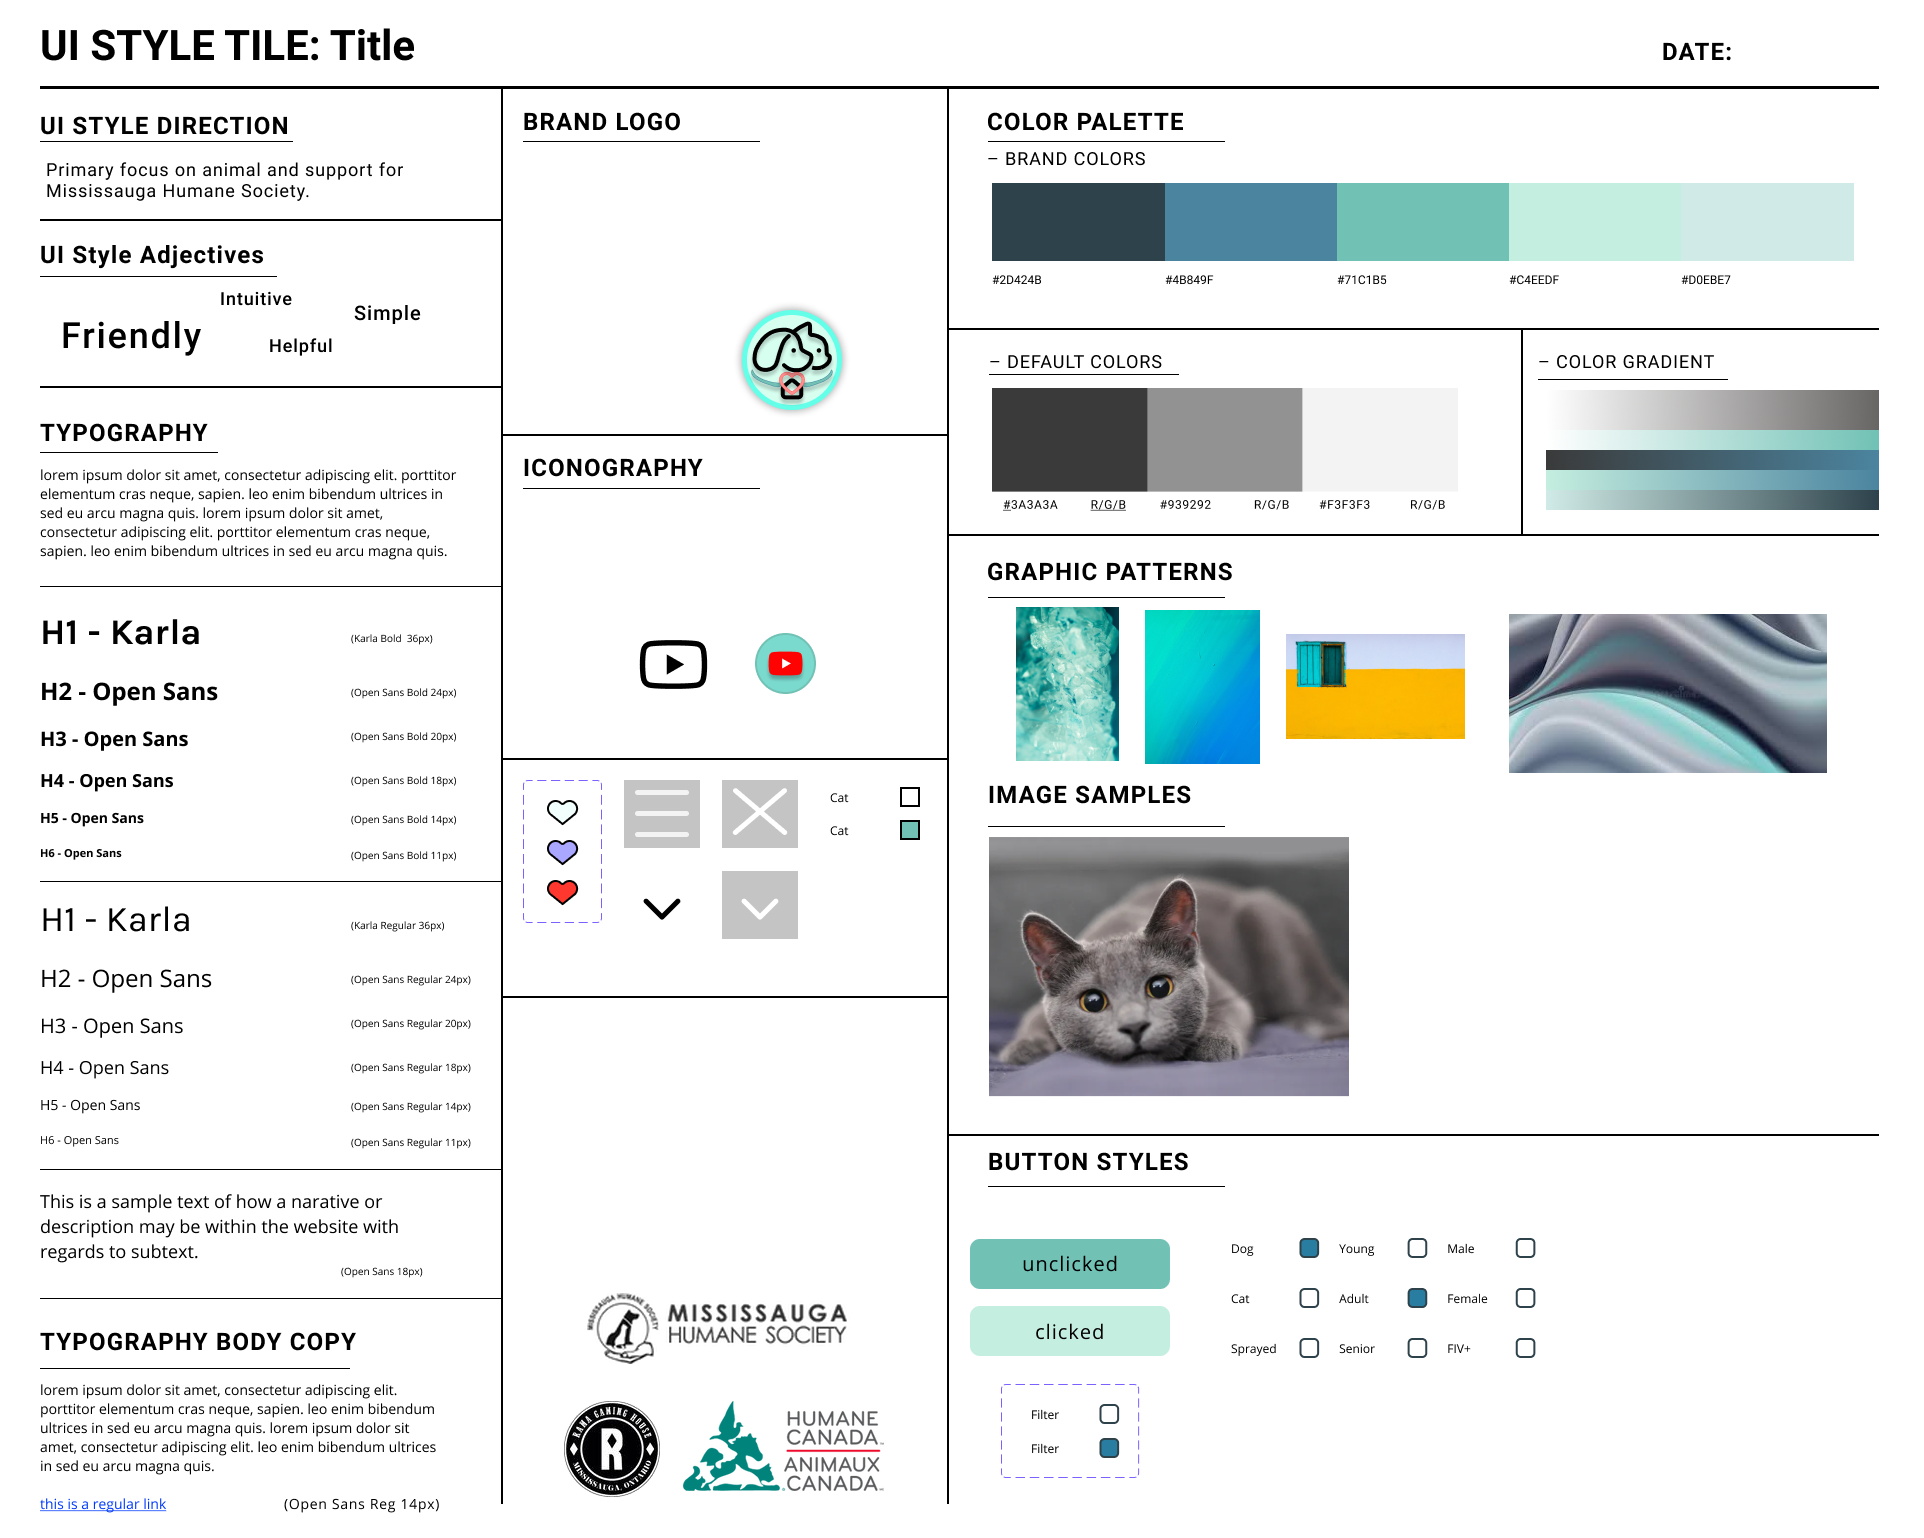 UI STYLE TILE: Title
DATE:
UI STYLE DIRECTION
Primary focus on animal and support for
Mississauga Humane Society.
UI Style Adjectives
Intuitive
Simple
Friendly
Helpful
TYPOGRAPHY
lorem ipsum dolor sit amet, consectetur adipiscing elit. porttitor
elementum cras neque, sapien. leo enim bibendum ultrices in
sed eu arcu magna quis. lorem ipsum dolor sit amet,
consectetur adipiscing elit. porttitor elementum cras neque,
sapien. leo enim bibendum ultrices in sed eu arcu magna quis.
H1 - Karla (Karla Bold 36px)
H2 - Open Sans (Open Sans Bold 24px)
H3 - Open Sans (Open Sans Bold 20px)
H4 - Open Sans (Open Sans Bold 18px)
H5 - Open Sans (Open Sans Bold 14px)
H6 - Open Sans (Open Sans Bold 11px)
H1 - Karla (Karla Regular 36px)
H2 - Open Sans (Open Sans Regular 24px)
H3 - Open Sans (Open Sans Regular 20px)
H4 - Open Sans (Open Sans Regular 18px)
H5 - Open Sans (Open Sans Regular 14px)
H6 - Open Sans (Open Sans Regular 11px)
This is a sample text of how a narative or
description may be within the website with
regards to subtext.
(Open Sans 18px)
TYPOGRAPHY BODY COPY
lorem ipsum dolor sit amet, consectetur adipiscing elit.
porttitor elementum cras neque, sapien. leo enim bibendum
ultrices in sed eu arcu magna quis. lorem ipsum dolor sit
amet, consectetur adipiscing elit. leo enim bibendum ultrices
in sed eu arcu magna quis.
this is a regular link (Open Sans Reg 14px)
BRAND LOGO
ICONOGRAPHY
Cat
Cat
MISSISSAUGA HUMANE SOCIETY
MISSISSAUGA
HUMANE SOCIETY
RAMA GAMING HOUSE
R
MISSISSAUGA, ONTARIO
HUMANE
CANADA™
ANIMAUX
CANADA™
COLOR PALETTE
– BRAND COLORS
#2D424B #4B849F #71C1B5 #C4EEDF #D0EBE7
– DEFAULT COLORS
#3A3A3A R/G/B #939292 R/G/B #F3F3F3 R/G/B
– COLOR GRADIENT
GRAPHIC PATTERNS
IMAGE SAMPLES
BUTTON STYLES
unclicked
clicked
Dog Young Male
Cat Adult Female
Sprayed Senior FIV+
Filter
Filter